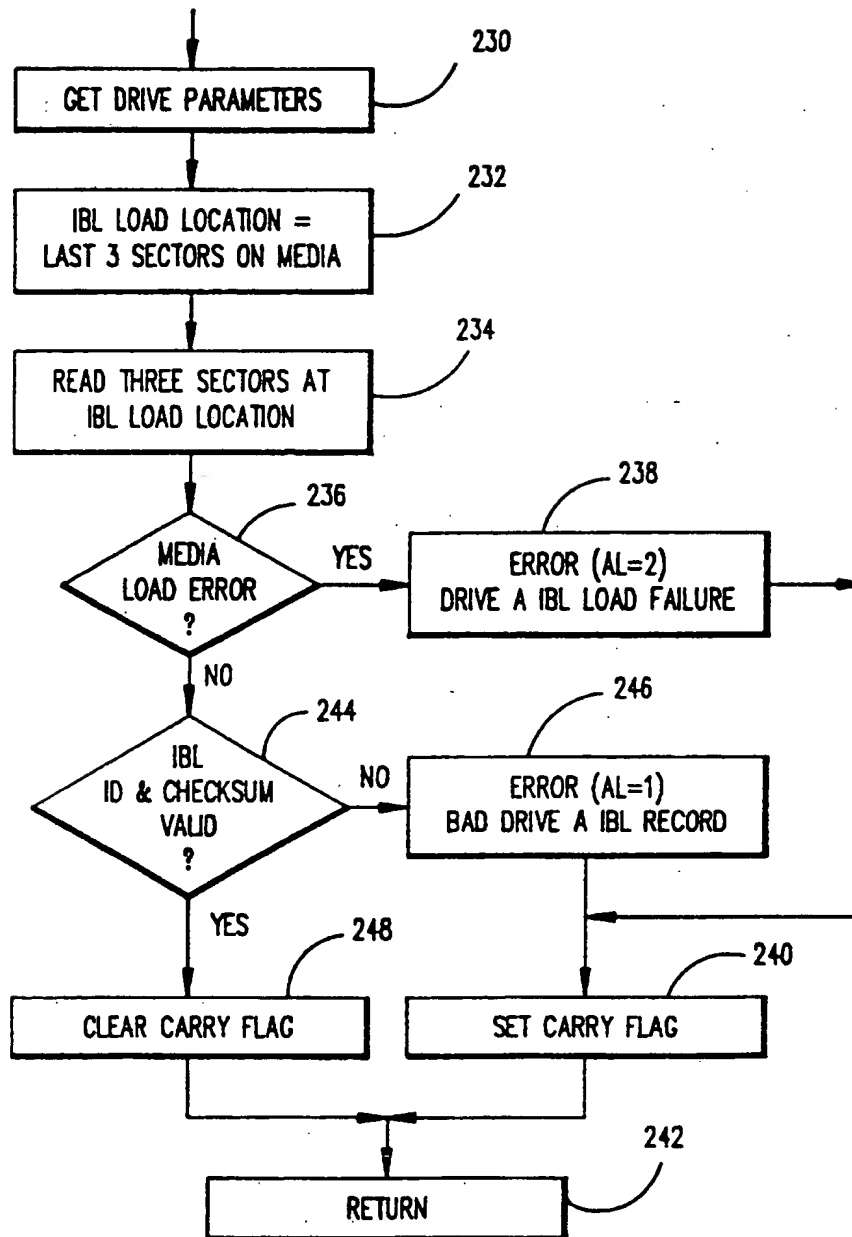 230
GET DRIVE PARAMETERS
232
IBL LOAD LOCATION =
LAST 3 SECTORS ON MEDIA
234
READ THREE SECTORS AT
IBL LOAD LOCATION
236
MEDIA
LOAD ERROR
?
YES
238
ERROR (AL=2)
DRIVE A IBL LOAD FAILURE
NO
244
IBL
ID & CHECKSUM
VALID
?
NO
246
ERROR (AL=1)
BAD DRIVE A IBL RECORD
YES
248
CLEAR CARRY FLAG
240
SET CARRY FLAG
242
RETURN